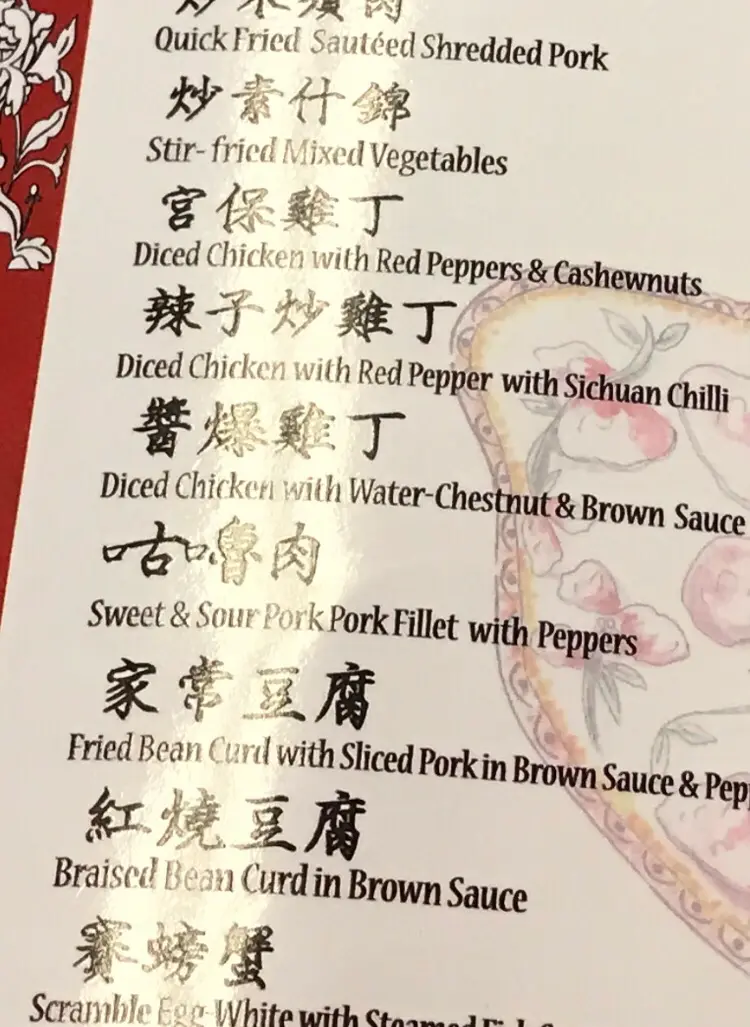 Quick Fried Sautéed Shredded Pork
炒素什錦
Stir-fried Mixed Vegetables
宮保雞丁
Diced Chicken with Red Peppers & Cashewnuts
辣子炒雞丁
Diced Chicken with Red Pepper with Sichuan Chilli
醬爆雞丁
Diced Chicken with Water-Chestnut & Brown Sauce
咕嚕肉
Sweet & Sour Pork Pork Fillet with Peppers
家常豆腐
Fried Bean Curd with Sliced Pork in Brown Sauce & Pep
紅燒豆腐
Braised Bean Curd in Brown Sauce
賽螃蟹
Scramble Egg-White with Steamed